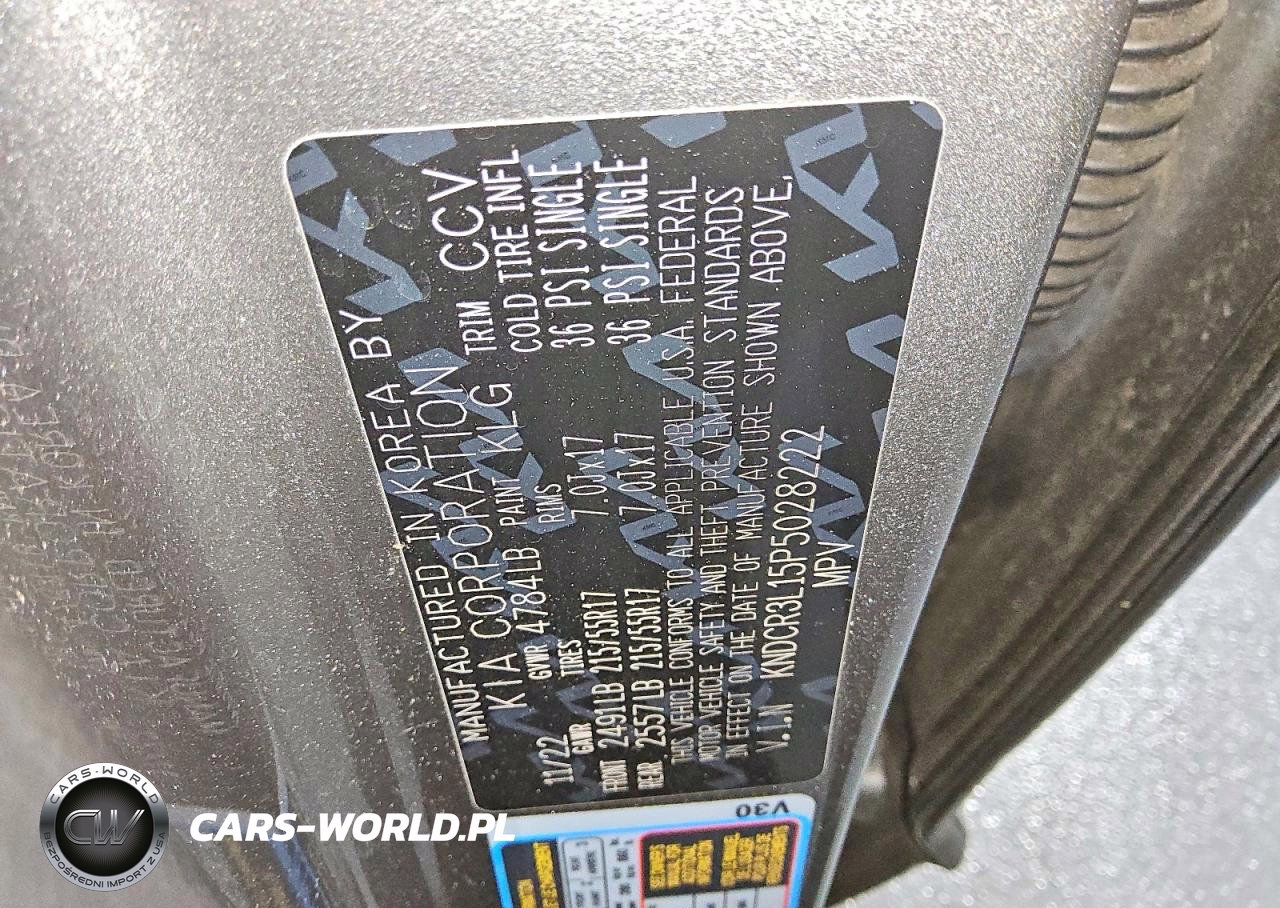 MANUFACTURED IN KOREA BY
KIA CORPORATION
11/22 GVWR 4784LB PAINT KLG TRIM CCV
GAWR TIRES RIMS COLD TIRE INFL
FRONT 2491LB 215/55R17 7.0Jx17 36 PSI SINGLE
REAR 2557LB 215/55R17 7.0Jx17 36 PSI SINGLE
THIS VEHICLE CONFORMS TO ALL APPLICABLE U.S.A. FEDERAL
MOTOR VEHICLE SAFETY AND THEFT PREVENTION STANDARDS
IN EFFECT ON THE DATE OF MANUFACTURE SHOWN ABOVE.
V.I.N KNDCR3L15P5028222
MPV
V30
CARS-WORLD
CW
BEZPOŚREDNI IMPORT Z USA
CARS-WORLD.PL